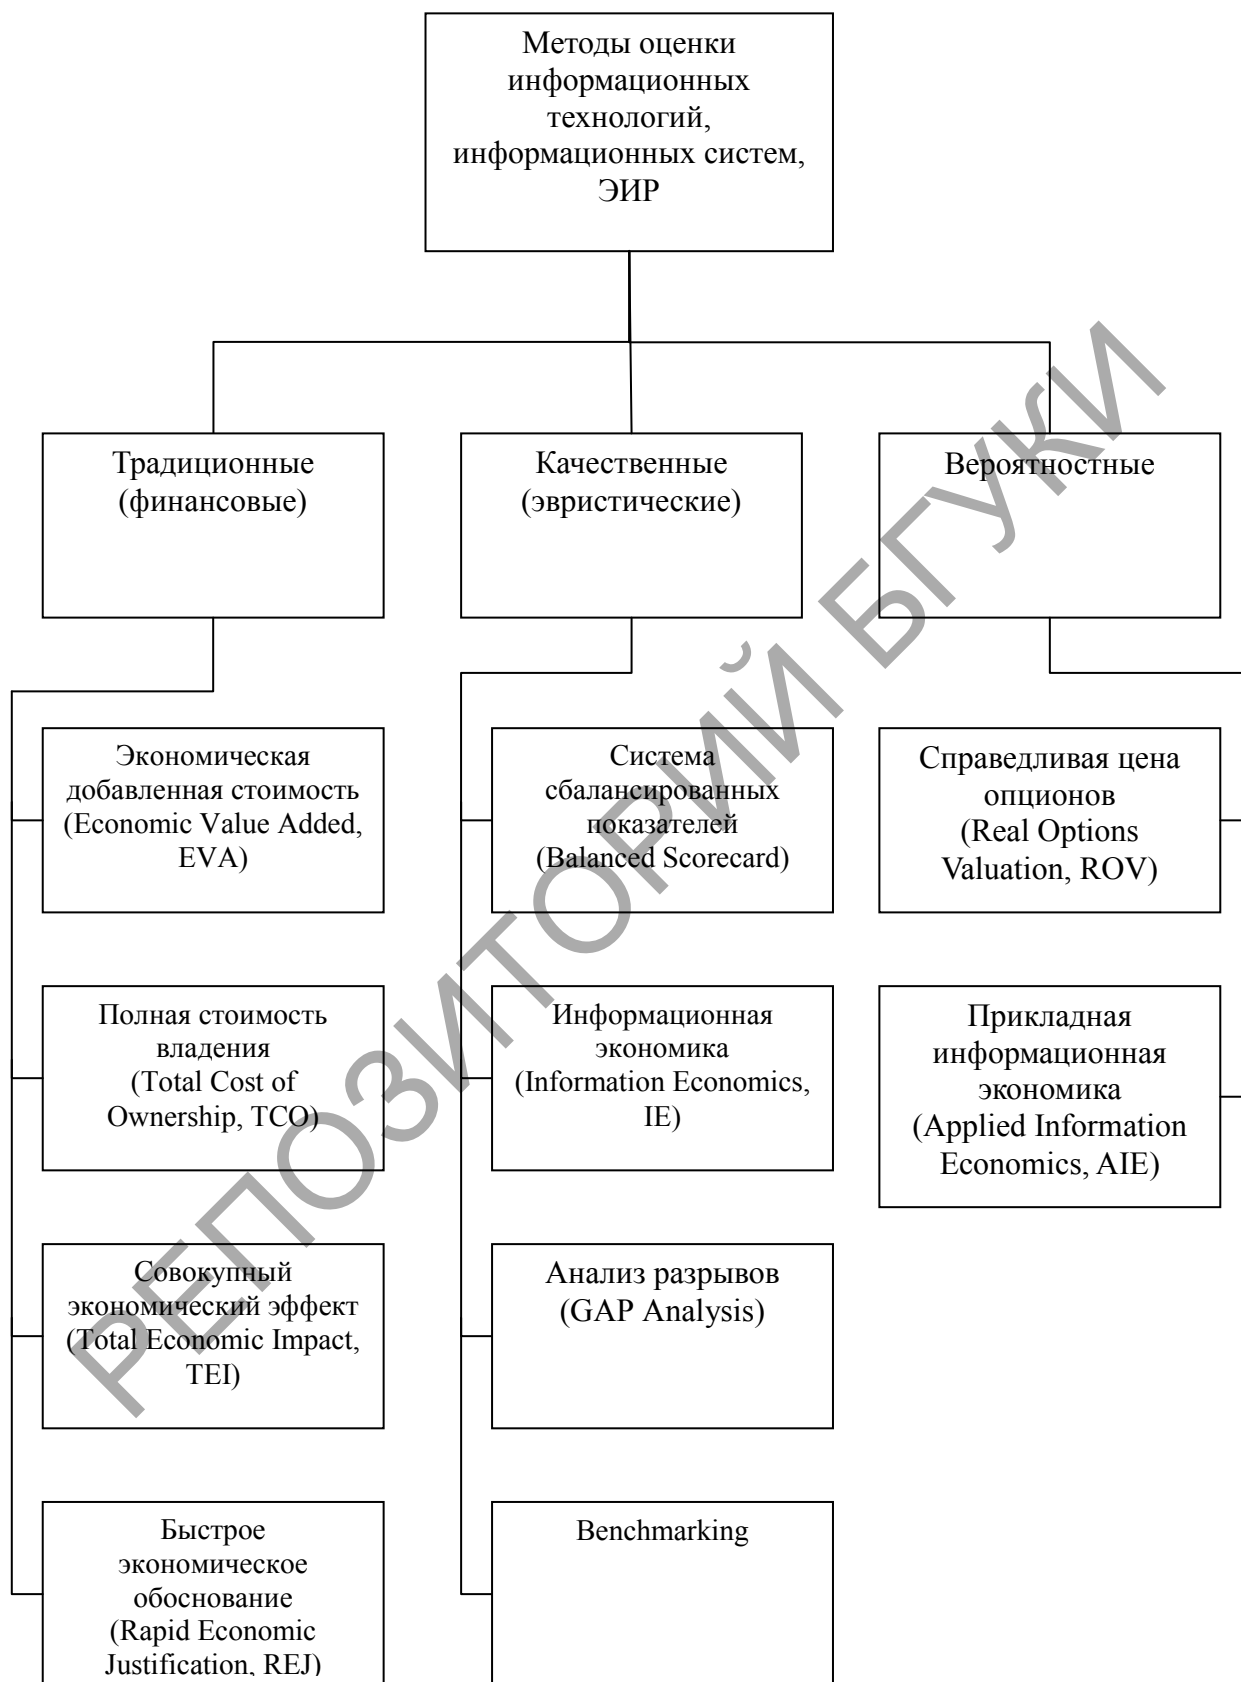 Методы оценки
информационных
технологий,
информационных систем,
ЭИР
Традиционные
(финансовые)
Качественные
(эвристические)
Вероятностные
Экономическая
добавленная стоимость
(Economic Value Added,
EVA)
Система
сбалансированных
показателей
(Balanced Scorecard)
Справедливая цена
опционов
(Real Options
Valuation, ROV)
Полная стоимость
владения
(Total Cost of
Ownership, TCO)
Информационная
экономика
(Information Economics,
IE)
Прикладная
информационная
экономика
(Applied Information
Economics, AIE)
Совокупный
экономический эффект
(Total Economic Impact,
TEI)
Анализ разрывов
(GAP Analysis)
Быстрое
экономическое
обоснование
(Rapid Economic
Justification, REJ)
Benchmarking
РЕПОЗИТОРИЙ БГУКИ